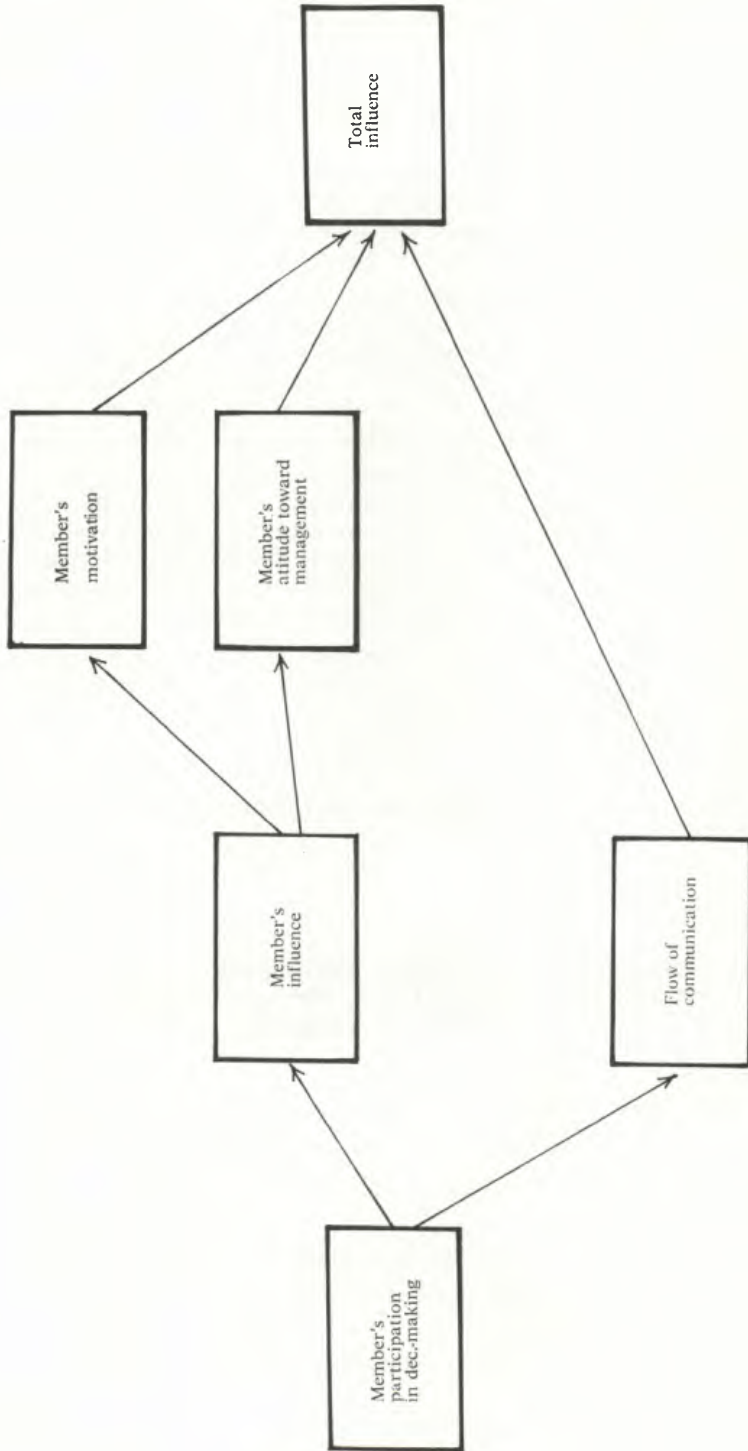 Member's
participation
in dec.-making
Member's
influence
Flow of
communication
Member's
motivation
Member's
atitude toward
management
Total
influence